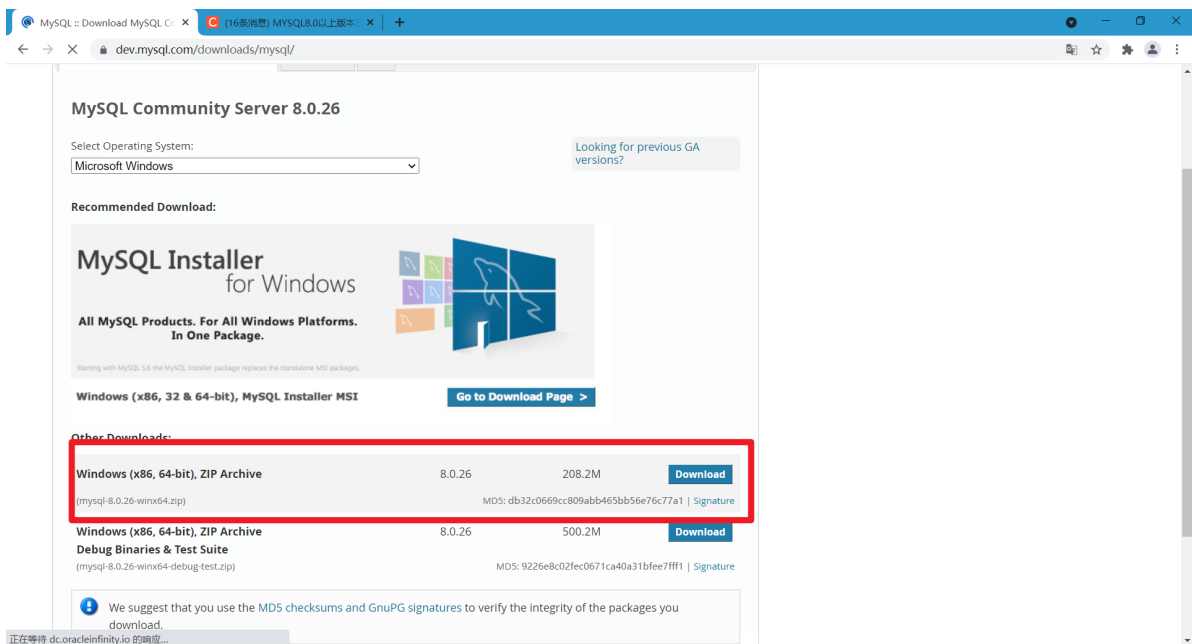 MySQL :: Download MySQL Co
(16条消息) MYSQL8.0以上版本正
dev.mysql.com/downloads/mysql/
MySQL Community Server 8.0.26
Select Operating System:
Looking for previous GA
versions?
Microsoft Windows
Recommended Download:
MySQL Installer
for Windows
All MySQL Products. For All Windows Platforms.
In One Package.
Starting with MySQL 5.6 the MySQL Installer package replaces the standalone MSI packages.
Windows (x86, 32 & 64-bit), MySQL Installer MSI
Go to Download Page >
Other Downloads:
Windows (x86, 64-bit), ZIP Archive 8.0.26 208.2M Download
(mysql-8.0.26-winx64.zip) MD5: db32c0669cc809abb465bb56e76c77a1 | Signature
Windows (x86, 64-bit), ZIP Archive 8.0.26 500.2M Download
Debug Binaries & Test Suite
(mysql-8.0.26-winx64-debug-test.zip) MD5: 9226e8c02fec0671ca40a31bfee7fff1 | Signature
We suggest that you use the MD5 checksums and GnuPG signatures to verify the integrity of the packages you
download.
正在等待 dc.oracleinfinity.io 的响应...